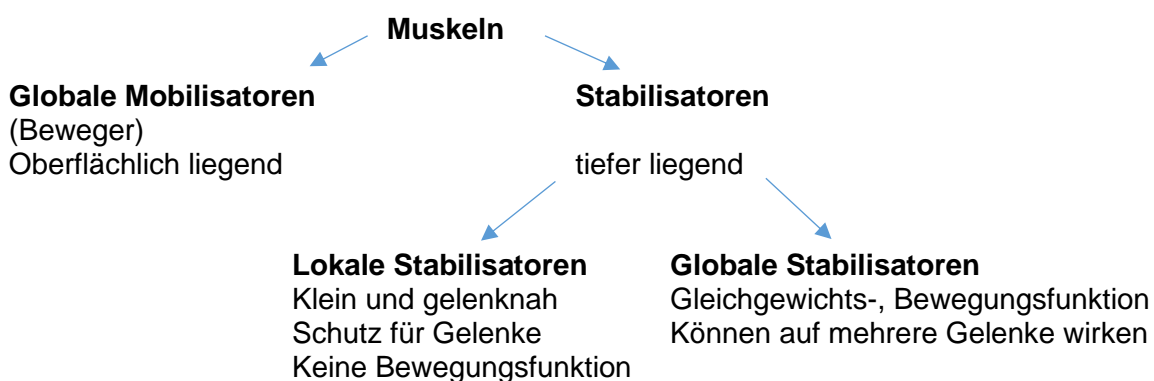 Muskeln
Globale Mobilisatoren
(Beweger)
Oberflächlich liegend
Stabilisatoren
tiefer liegend
Lokale Stabilisatoren
Klein und gelenknah
Schutz für Gelenke
Keine Bewegungsfunktion
Globale Stabilisatoren
Gleichgewichts-, Bewegungsfunktion
Können auf mehrere Gelenke wirken